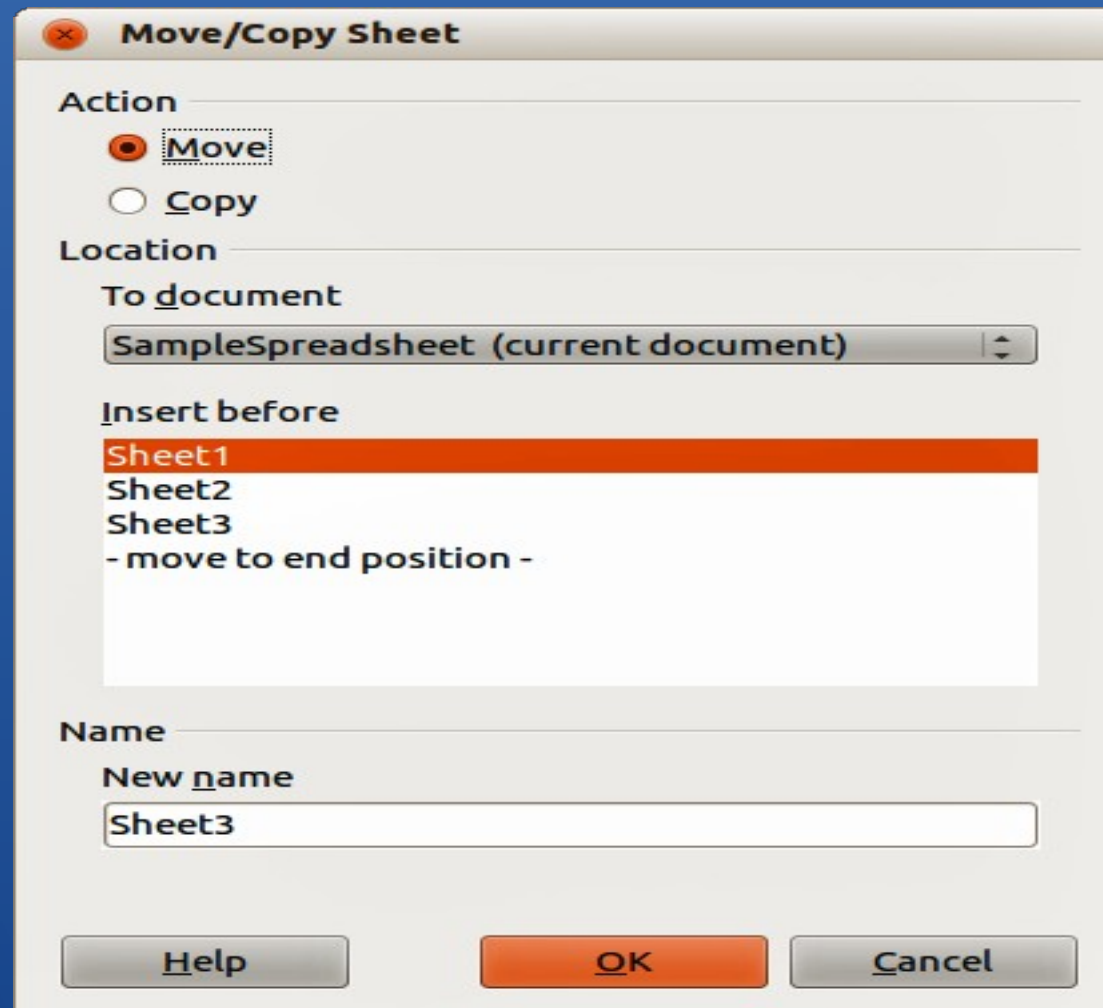 Move/Copy Sheet
Action
Move
Copy
Location
To document
SampleSpreadsheet (current document)
Insert before
Sheet1
Sheet2
Sheet3
- move to end position -
Name
New name
Sheet3
Help OK Cancel